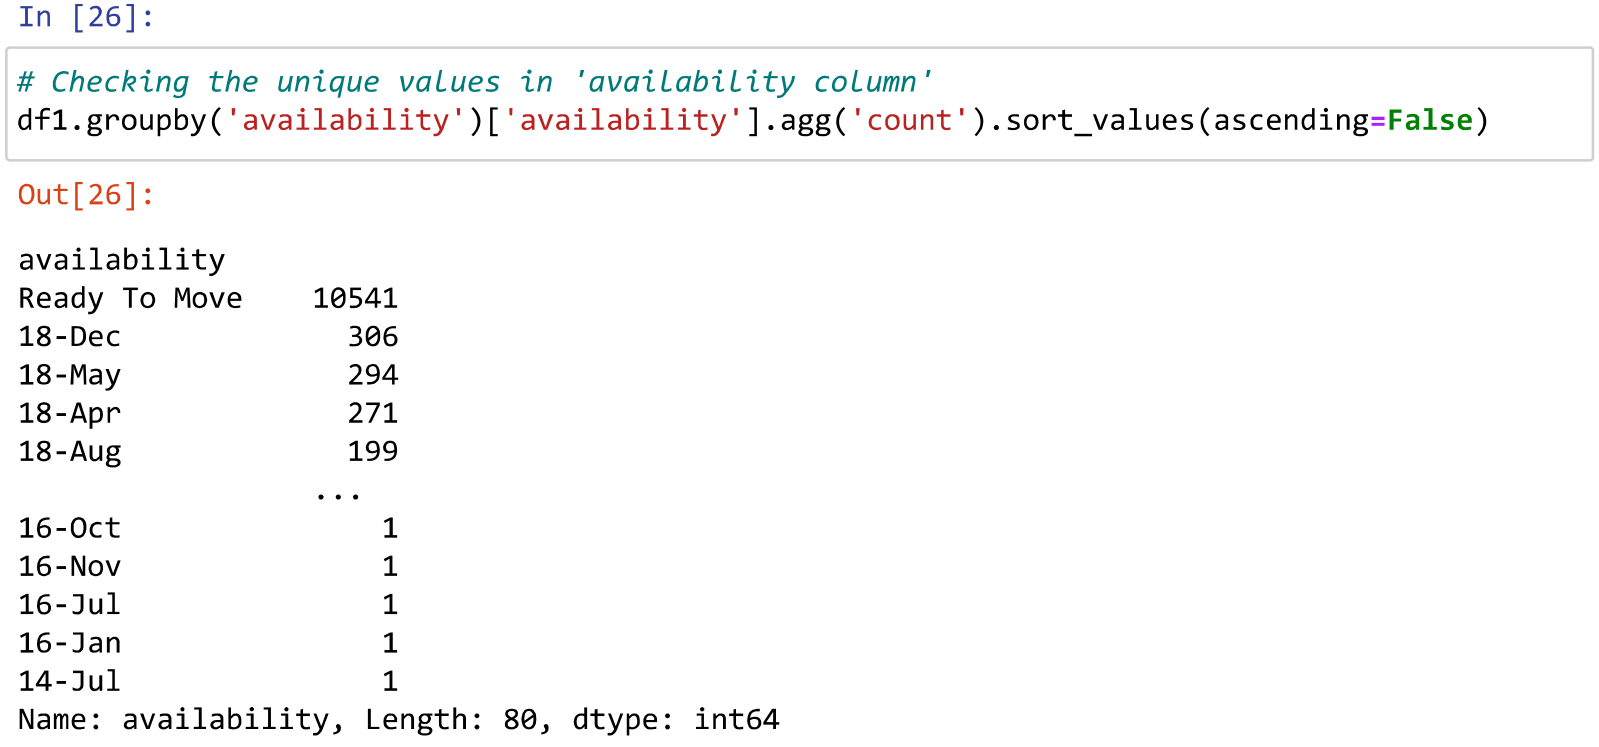 In [26]:
# Checking the unique values in 'availability column'
df1.groupby('availability')['availability'].agg('count').sort_values(ascending=False)
Out[26]:
availability
Ready To Move    10541
18-Dec             306
18-May             294
18-Apr             271
18-Aug             199
...
16-Oct               1
16-Nov               1
16-Jul               1
16-Jan               1
14-Jul               1
Name: availability, Length: 80, dtype: int64